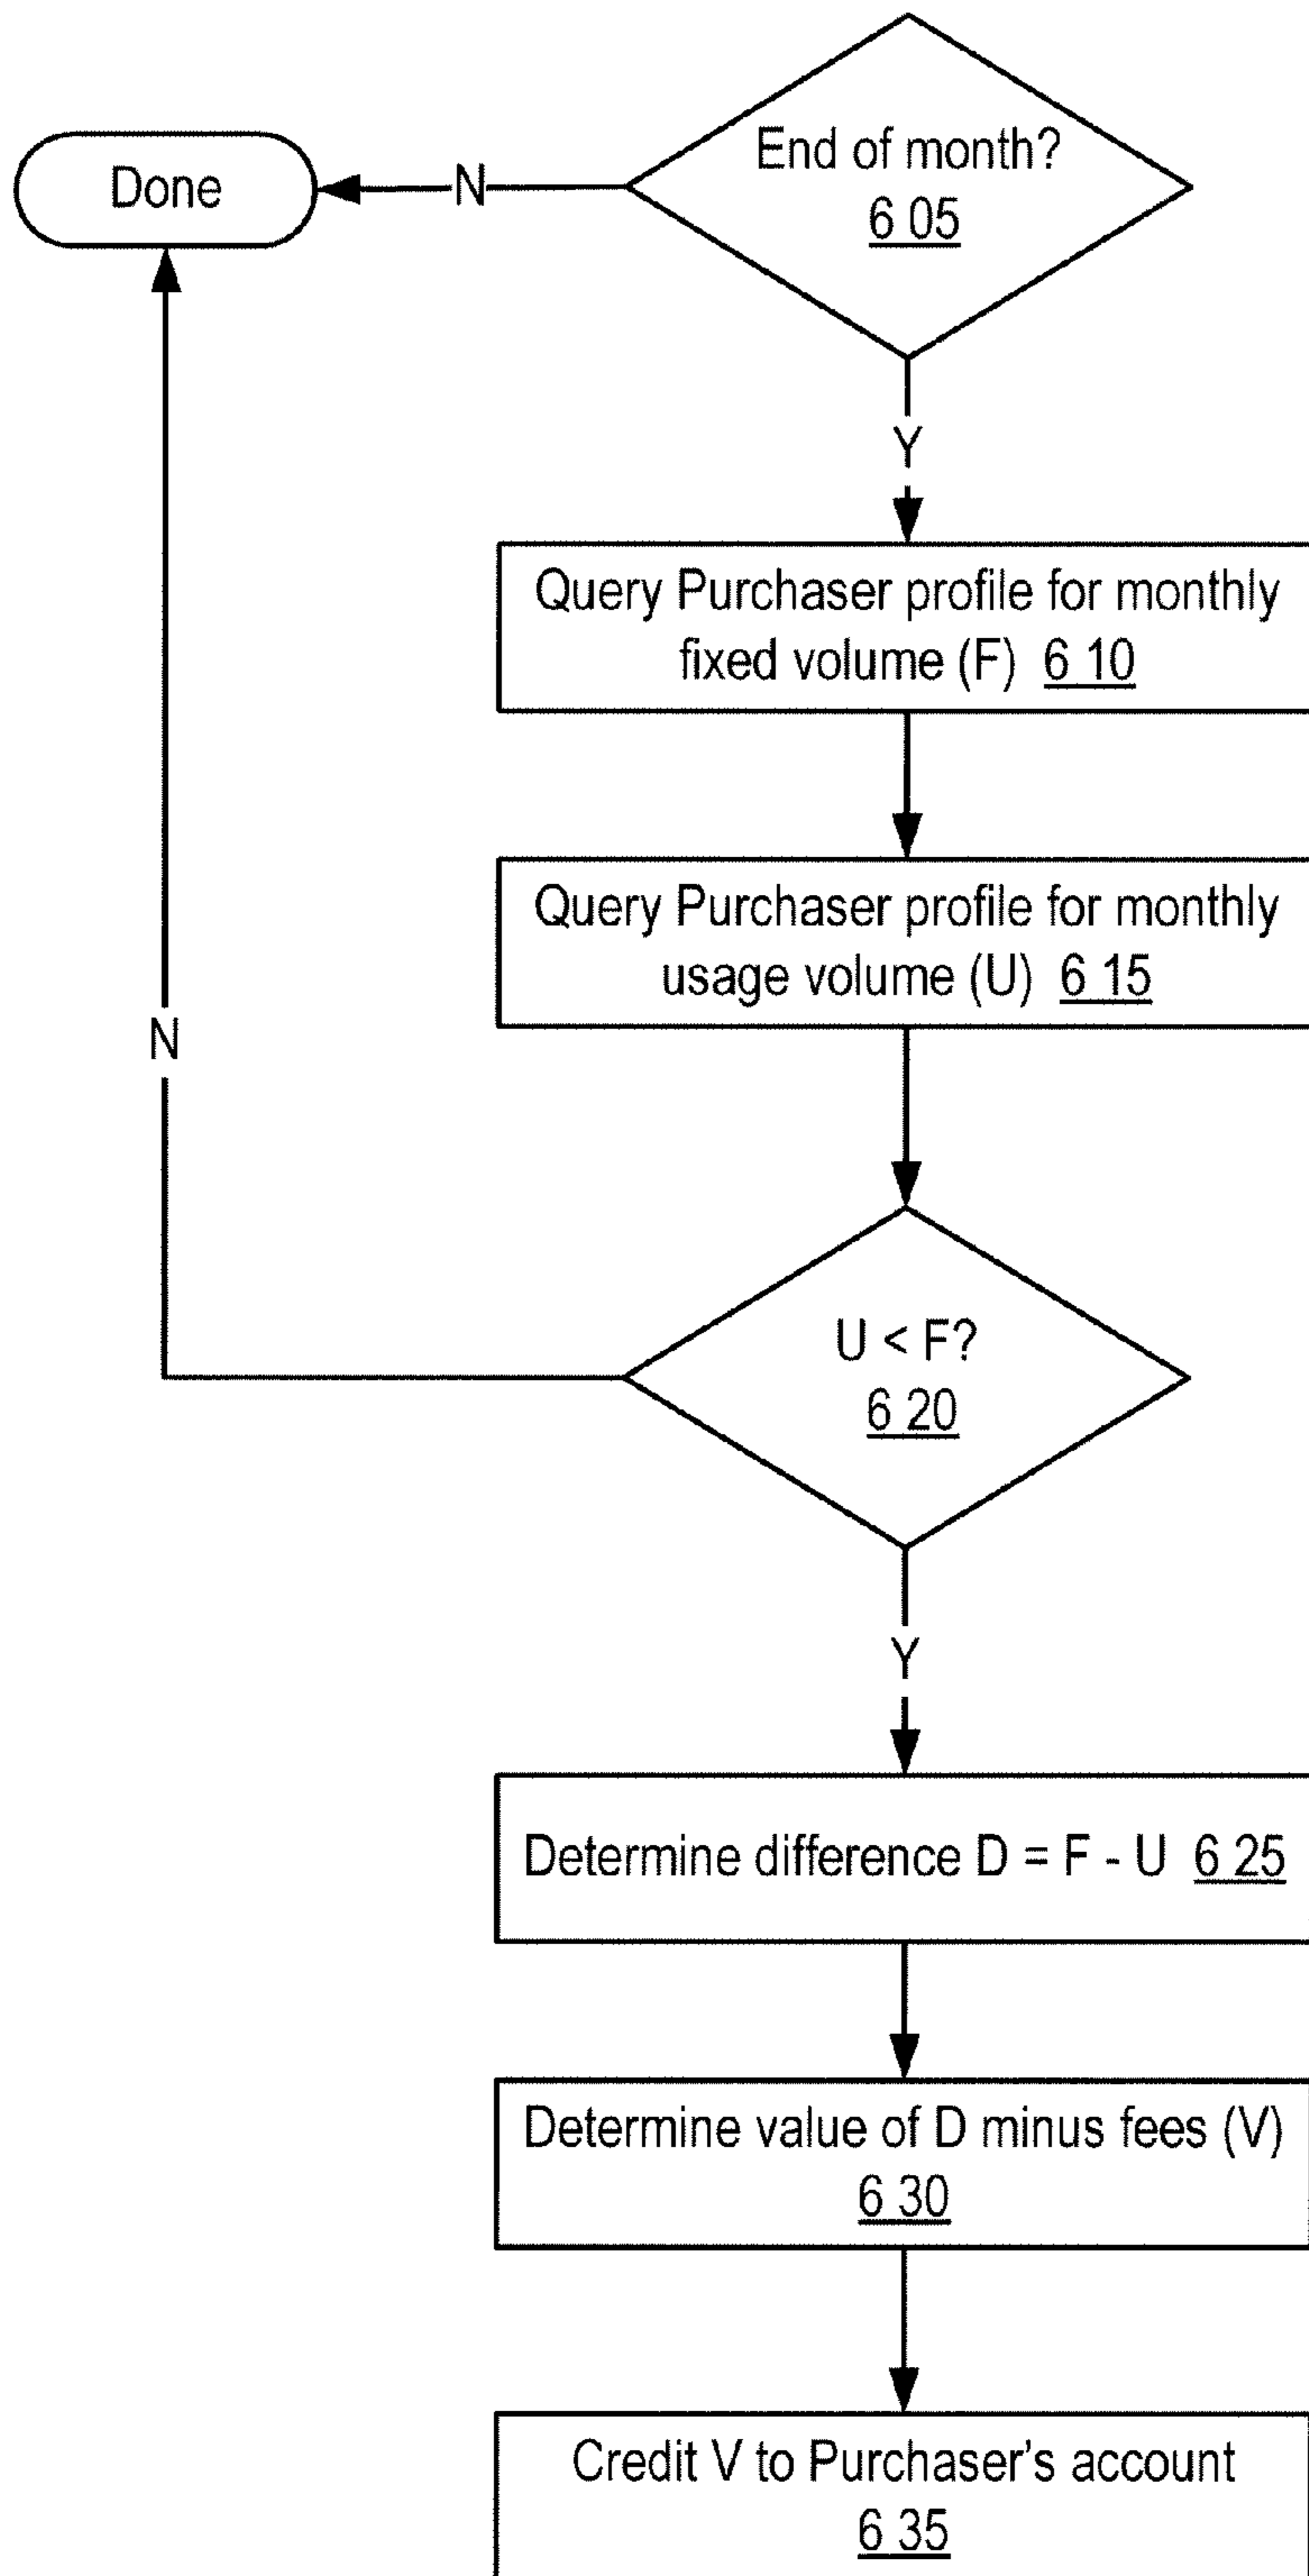 End of month?
6 05
Done
N
Y
Query Purchaser profile for monthly
fixed volume (F) 6 10
Query Purchaser profile for monthly
usage volume (U) 6 15
N
U < F?
6 20
Y
Determine difference D = F - U 6 25
Determine value of D minus fees (V)
6 30
Credit V to Purchaser's account
6 35